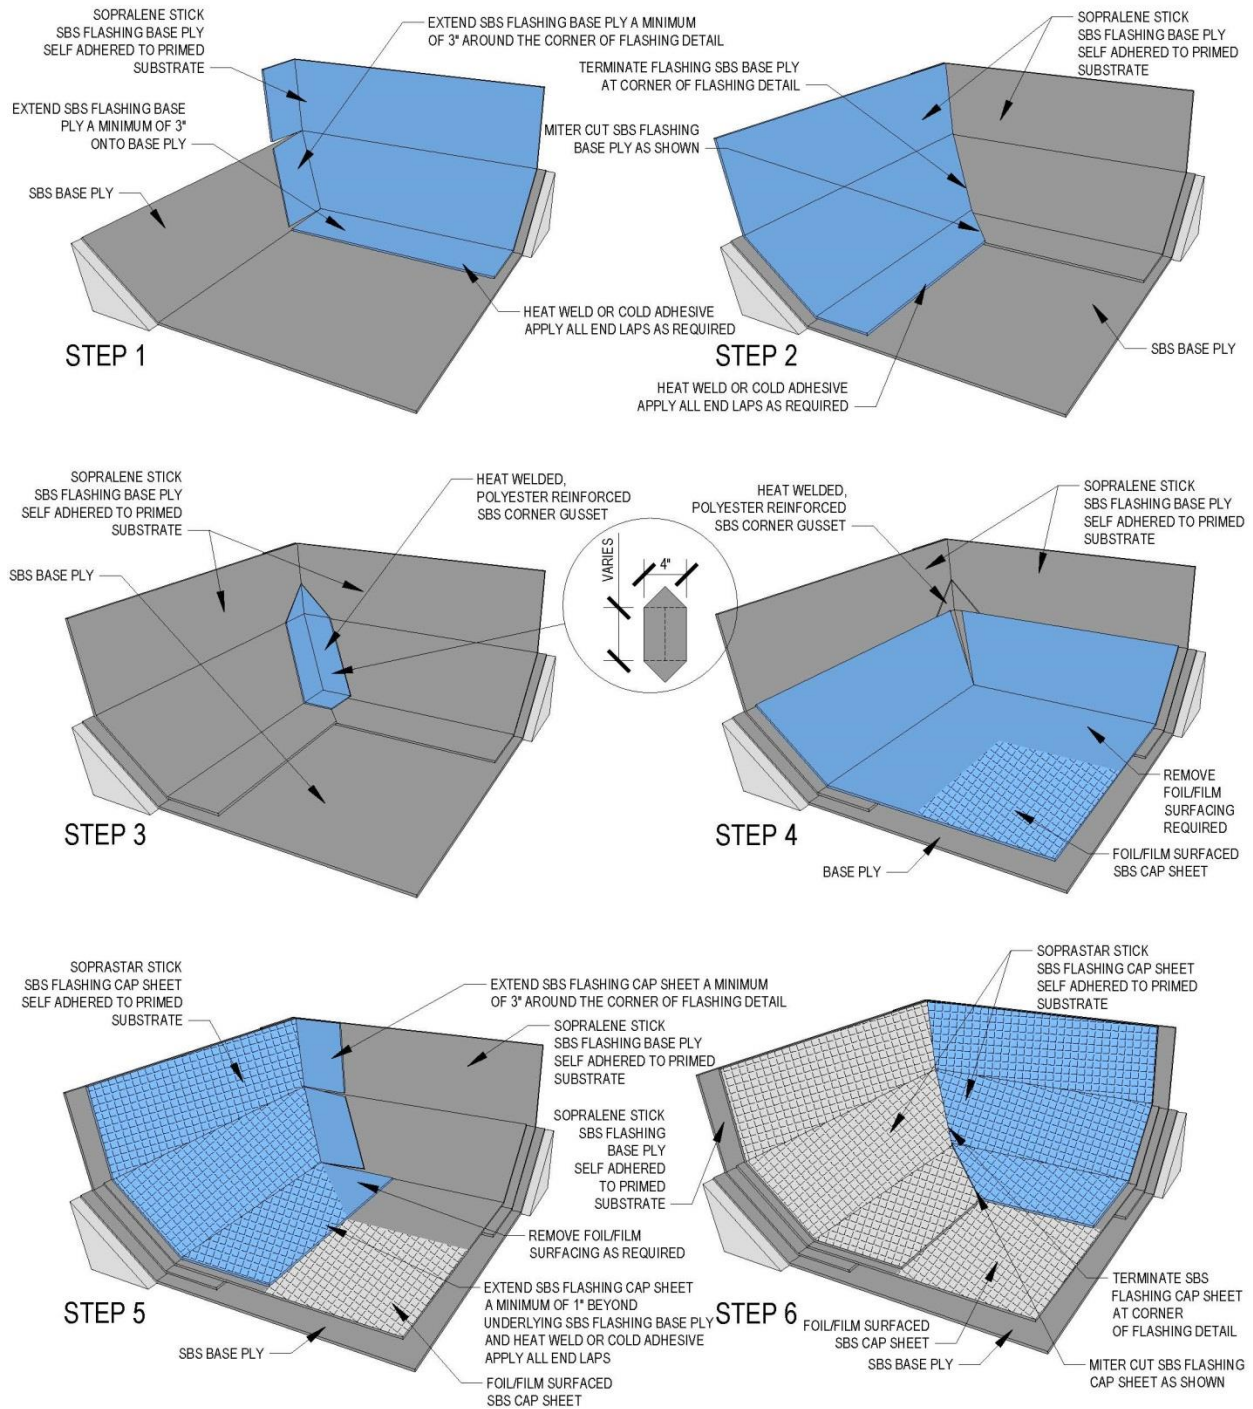 SOPRALENE STICK
SBS FLASHING BASE PLY
SELF ADHERED TO PRIMED
SUBSTRATE
EXTEND SBS FLASHING BASE PLY A MINIMUM
OF 3" AROUND THE CORNER OF FLASHING DETAIL
EXTEND SBS FLASHING BASE
PLY A MINIMUM OF 3"
ONTO BASE PLY
SBS BASE PLY
HEAT WELD OR COLD ADHESIVE
APPLY ALL END LAPS AS REQUIRED
STEP 1
SOPRALENE STICK
SBS FLASHING BASE PLY
SELF ADHERED TO PRIMED
SUBSTRATE
TERMINATE FLASHING SBS BASE PLY
AT CORNER OF FLASHING DETAIL
MITER CUT SBS FLASHING
BASE PLY AS SHOWN
SBS BASE PLY
STEP 2
HEAT WELD OR COLD ADHESIVE
APPLY ALL END LAPS AS REQUIRED
SOPRALENE STICK
SBS FLASHING BASE PLY
SELF ADHERED TO PRIMED
SUBSTRATE
HEAT WELDED,
POLYESTER REINFORCED
SBS CORNER GUSSET
SBS BASE PLY
VARIES
4"
STEP 3
HEAT WELDED,
POLYESTER REINFORCED
SBS CORNER GUSSET
SOPRALENE STICK
SBS FLASHING BASE PLY
SELF ADHERED TO PRIMED
SUBSTRATE
REMOVE
FOIL/FILM
SURFACING
REQUIRED
STEP 4
FOIL/FILM SURFACED
SBS CAP SHEET
BASE PLY
SOPRASTAR STICK
SBS FLASHING CAP SHEET
SELF ADHERED TO PRIMED
SUBSTRATE
EXTEND SBS FLASHING CAP SHEET A MINIMUM
OF 3" AROUND THE CORNER OF FLASHING DETAIL
SOPRALENE STICK
SBS FLASHING BASE PLY
SELF ADHERED TO PRIMED
SUBSTRATE
REMOVE FOIL/FILM
SURFACING AS REQUIRED
EXTEND SBS FLASHING CAP SHEET
A MINIMUM OF 1" BEYOND
UNDERLYING SBS FLASHING BASE PLY
AND HEAT WELD OR COLD ADHESIVE
APPLY ALL END LAPS
STEP 5
SBS BASE PLY
FOIL/FILM SURFACED
SBS CAP SHEET
SOPRASTAR STICK
SBS FLASHING CAP SHEET
SELF ADHERED TO PRIMED
SUBSTRATE
SOPRALENE STICK
SBS FLASHING
BASE PLY
SELF ADHERED
TO PRIMED
SUBSTRATE
TERMINATE SBS
FLASHING CAP SHEET
AT CORNER
OF FLASHING DETAIL
STEP 6
FOIL/FILM SURFACED
SBS CAP SHEET
SBS BASE PLY
MITER CUT SBS FLASHING
CAP SHEET AS SHOWN